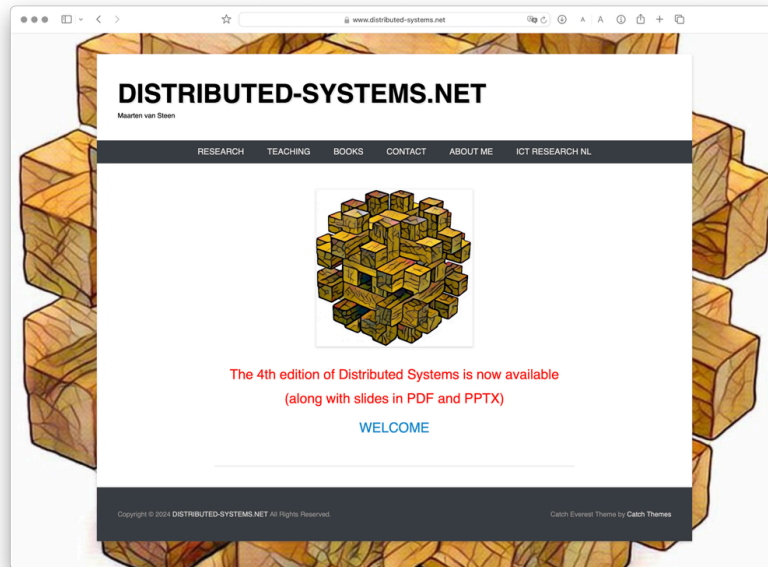 www.distributed-systems.net
A A
DISTRIBUTED-SYSTEMS.NET
Maarten van Steen
RESEARCH TEACHING BOOKS CONTACT ABOUT ME ICT RESEARCH NL
The 4th edition of Distributed Systems is now available
(along with slides in PDF and PPTX)
WELCOME
Copyright © 2024 DISTRIBUTED-SYSTEMS.NET All Rights Reserved. Catch Everest Theme by Catch Themes